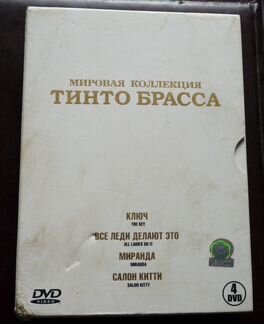 МИРОВАЯ КОЛЛЕКЦИЯ
ТИНТО БРАССА
КЛЮЧ
THE KEY
ВСЕ ЛЕДИ ДЕЛАЮТ ЭТО
ALL LADIES DO IT
МИРАНДА
MIRANDA
САЛОН КИТТИ
SALON KITTY
DVD
VIDEO
4
DVD